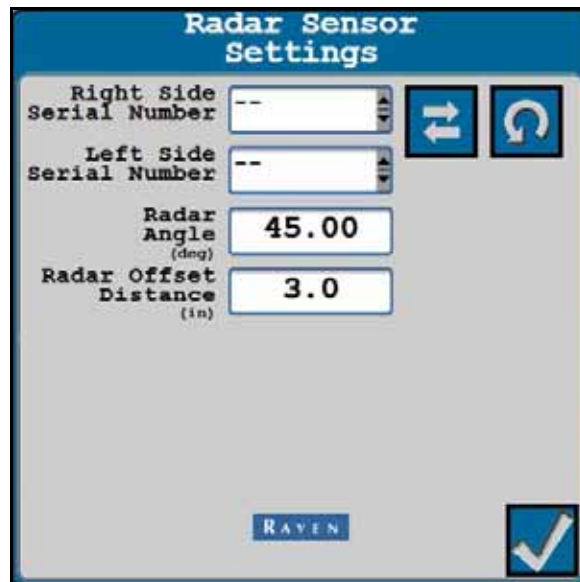 Radar Sensor
Settings
Right Side
Serial Number
--
Left Side
Serial Number
--
Radar
Angle
(deg)
45.00
Radar Offset
Distance
(in)
3.0
RAVEN